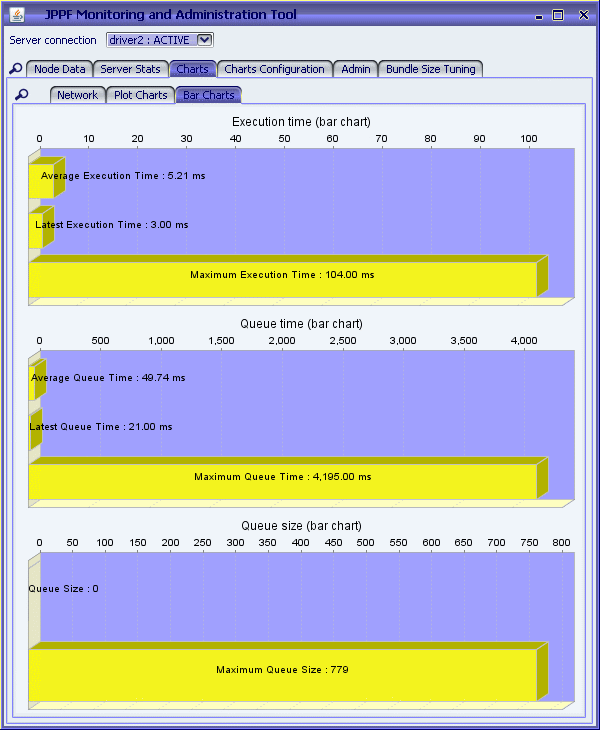 JPPF Monitoring and Administration Tool
Server connection driver2 : ACTIVE
Node Data Server Stats Charts Charts Configuration Admin Bundle Size Tuning
Network Plot Charts Bar Charts
Execution time (bar chart)
0 10 20 30 40 50 60 70 80 90 100
Average Execution Time : 5.21 ms
Latest Execution Time : 3.00 ms
Maximum Execution Time : 104.00 ms
Queue time (bar chart)
0 500 1,000 1,500 2,000 2,500 3,000 3,500 4,000
Average Queue Time : 49.74 ms
Latest Queue Time : 21.00 ms
Maximum Queue Time : 4,195.00 ms
Queue size (bar chart)
0 50 100 150 200 250 300 350 400 450 500 550 600 650 700 750 800
Queue Size : 0
Maximum Queue Size : 779